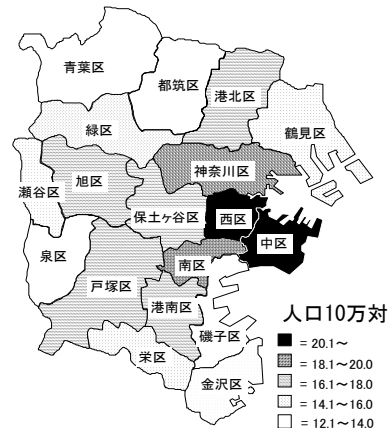 青葉区
都筑区
港北区
鶴見区
緑区
神奈川区
旭区
瀬谷区
保土ヶ谷区
西区
中区
泉区
南区
戸塚区
港南区
磯子区
栄区
金沢区
人口10万対
= 20.1～
= 18.1～20.0
= 16.1～18.0
= 14.1～16.0
= 12.1～14.0